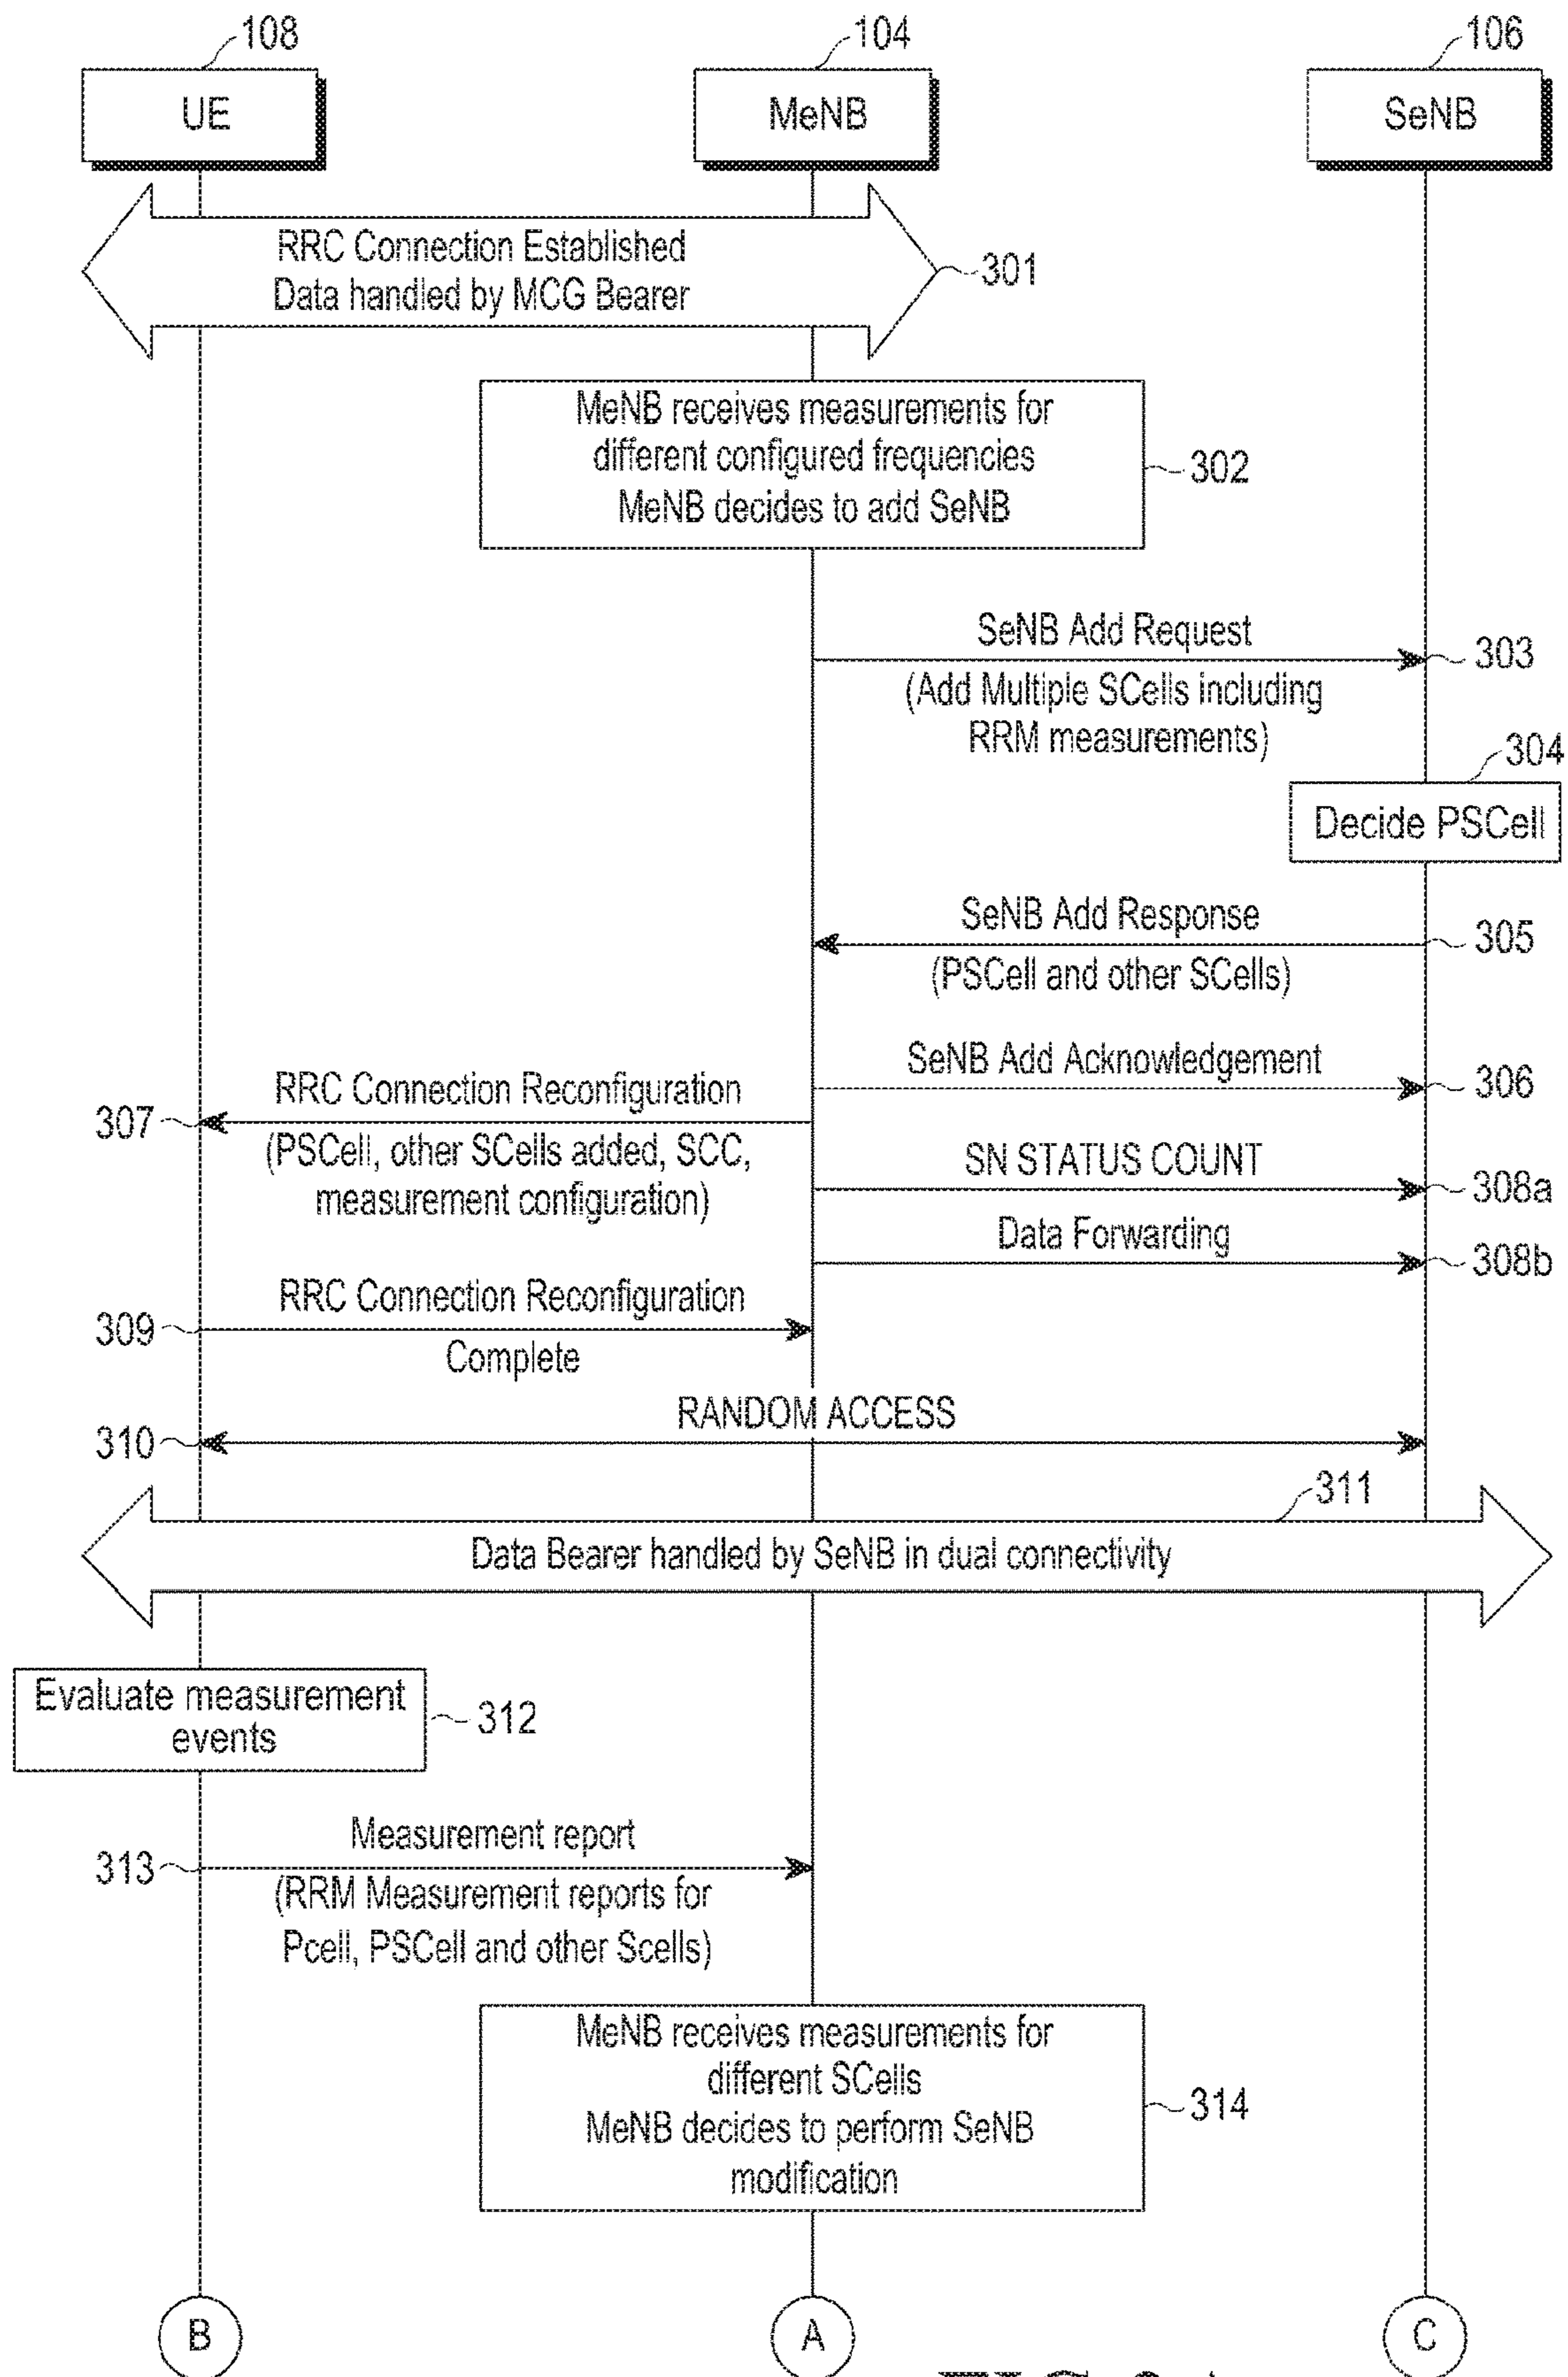 108
104
106
UE
MeNB
SeNB
RRC Connection Established
Data handled by MCG Bearer
301
MeNB receives measurements for
different configured frequencies
MeNB decides to add SeNB
302
SeNB Add Request
303
(Add Multiple SCells including
RRM measurements)
304
Decide PSCell
SeNB Add Response
305
(PSCell and other SCells)
SeNB Add Acknowledgement
306
RRC Connection Reconfiguration
307
(PSCell, other SCells added, SCC,
measurement configuration)
SN STATUS COUNT
308a
Data Forwarding
308b
RRC Connection Reconfiguration
309
Complete
RANDOM ACCESS
310
311
Data Bearer handled by SeNB in dual connectivity
Evaluate measurement
events
312
Measurement report
313
(RRM Measurement reports for
Pcell, PSCell and other Scells)
MeNB receives measurements for
different SCells
MeNB decides to perform SeNB
modification
314
B
A
C